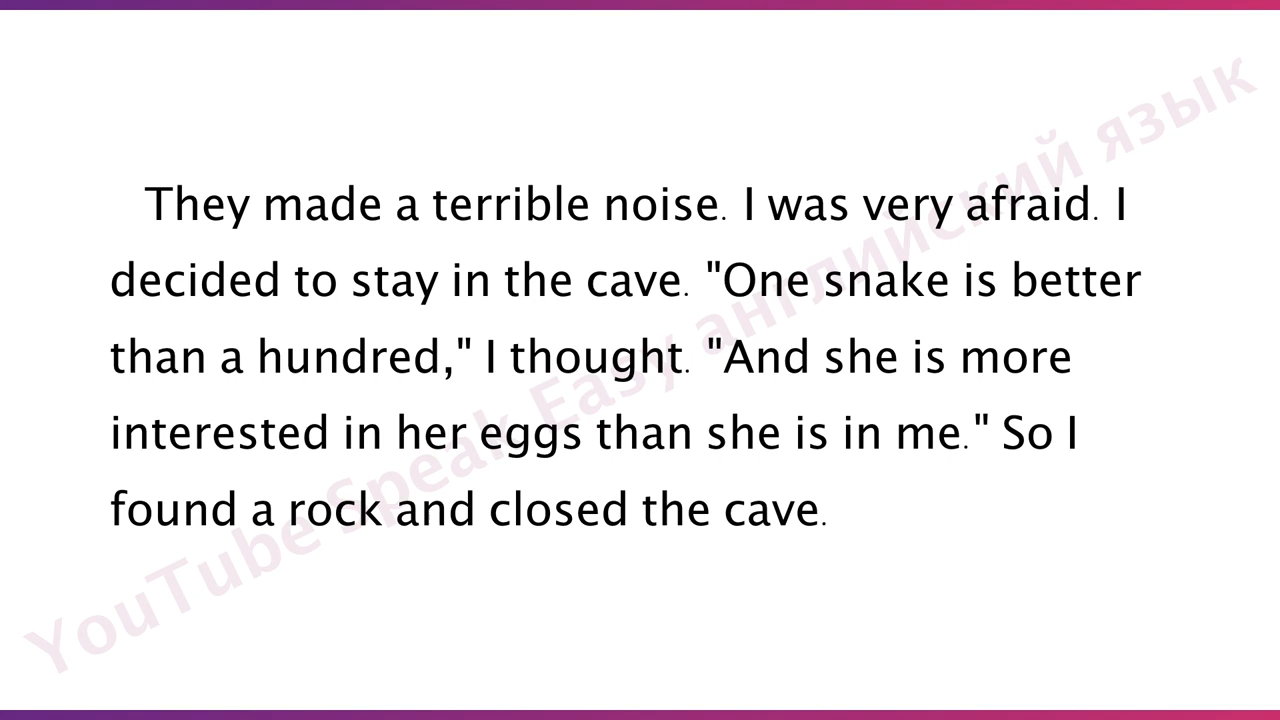 They made a terrible noise. I was very afraid. I
decided to stay in the cave. "One snake is better
than a hundred," I thought. "And she is more
interested in her eggs than she is in me." So I
found a rock and closed the cave.
YouTube Speak Easy английский язык